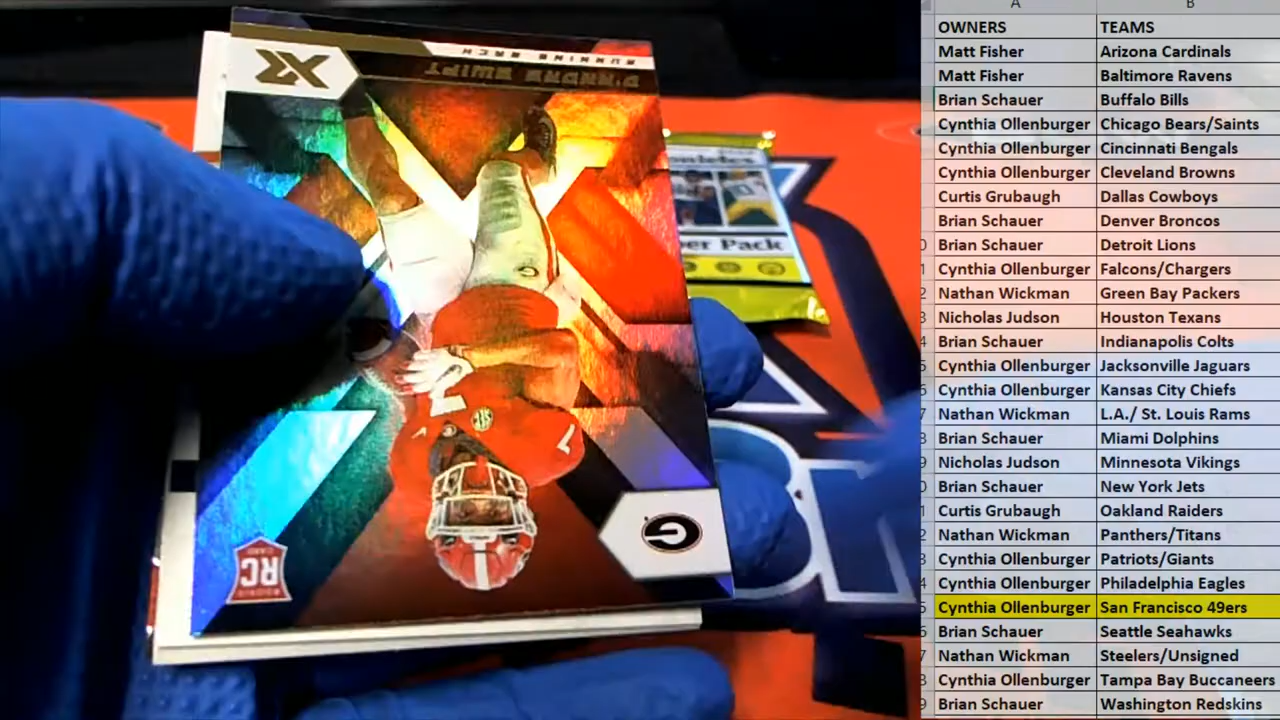 XR
RUNNING BACK
D'ANDRE SWIFT
7
G
ROOKIE
RC
CARD
Pack
A B
OWNERS TEAMS
Matt Fisher Arizona Cardinals
Matt Fisher Baltimore Ravens
Brian Schauer Buffalo Bills
Cynthia Ollenburger Chicago Bears/Saints
Cynthia Ollenburger Cincinnati Bengals
Cynthia Ollenburger Cleveland Browns
Curtis Grubaugh Dallas Cowboys
Brian Schauer Denver Broncos
Brian Schauer Detroit Lions
Cynthia Ollenburger Falcons/Chargers
Nathan Wickman Green Bay Packers
Nicholas Judson Houston Texans
Brian Schauer Indianapolis Colts
Cynthia Ollenburger Jacksonville Jaguars
Cynthia Ollenburger Kansas City Chiefs
Nathan Wickman L.A./ St. Louis Rams
Brian Schauer Miami Dolphins
Nicholas Judson Minnesota Vikings
Brian Schauer New York Jets
Curtis Grubaugh Oakland Raiders
Nathan Wickman Panthers/Titans
Cynthia Ollenburger Patriots/Giants
Cynthia Ollenburger Philadelphia Eagles
Cynthia Ollenburger San Francisco 49ers
Brian Schauer Seattle Seahawks
Nathan Wickman Steelers/Unsigned
Cynthia Ollenburger Tampa Bay Buccaneers
Brian Schauer Washington Redskins